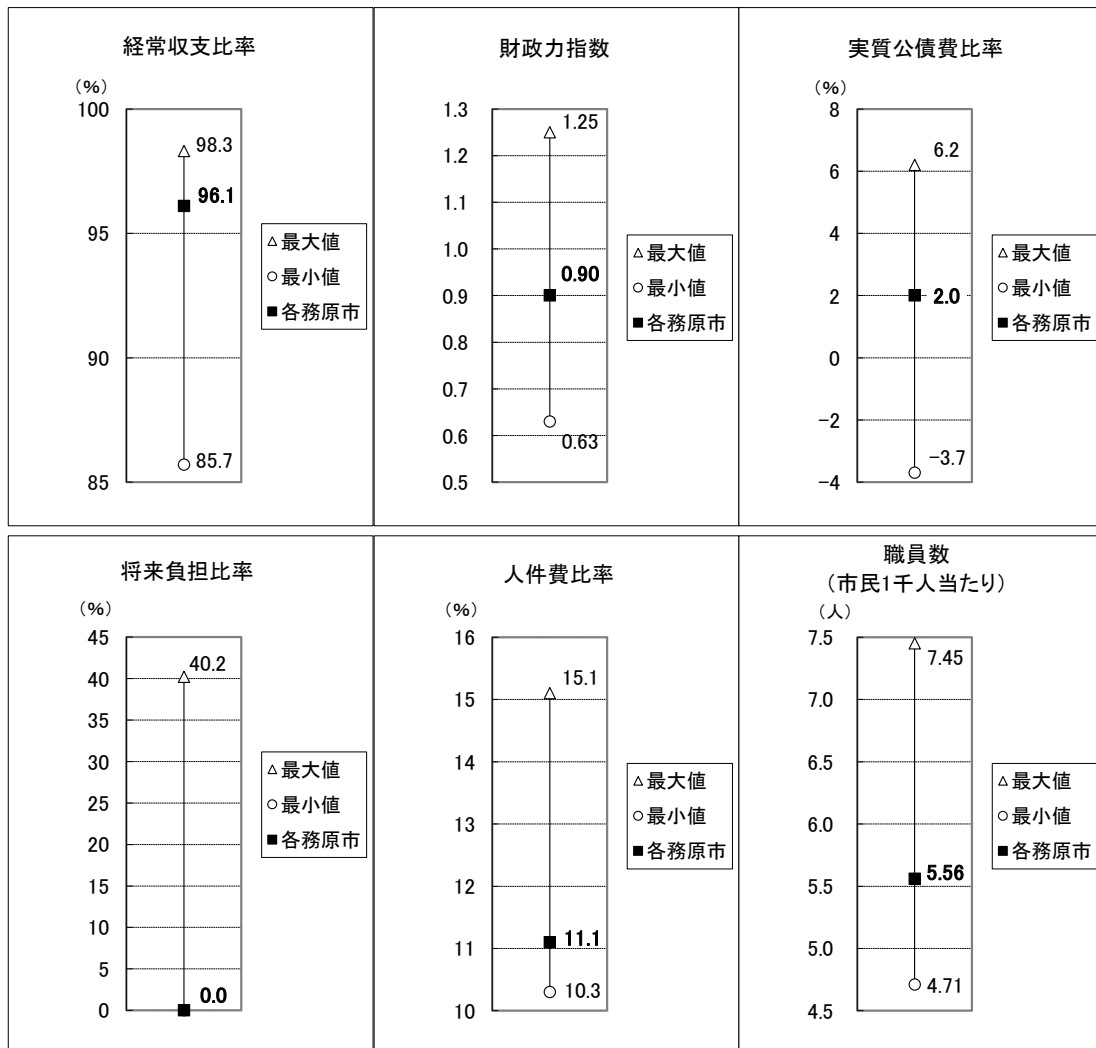 経常収支比率
(%)
100
95
90
85
98.3
96.1
85.7
△最大値
○最小値
■各務原市
財政力指数
1.3
1.2
1.1
1.0
0.9
0.8
0.7
0.6
0.5
1.25
0.90
0.63
△最大値
○最小値
■各務原市
実質公債費比率
(%)
8
6
4
2
0
-2
-4
6.2
2.0
-3.7
△最大値
○最小値
■各務原市
将来負担比率
(%)
45
40
35
30
25
20
15
10
5
0
40.2
0.0
△最大値
○最小値
■各務原市
人件費比率
(%)
16
15
14
13
12
11
10
15.1
11.1
10.3
△最大値
○最小値
■各務原市
職員数
(市民1千人当たり)
(人)
7.5
7.0
6.5
6.0
5.5
5.0
4.5
7.45
5.56
4.71
△最大値
○最小値
■各務原市